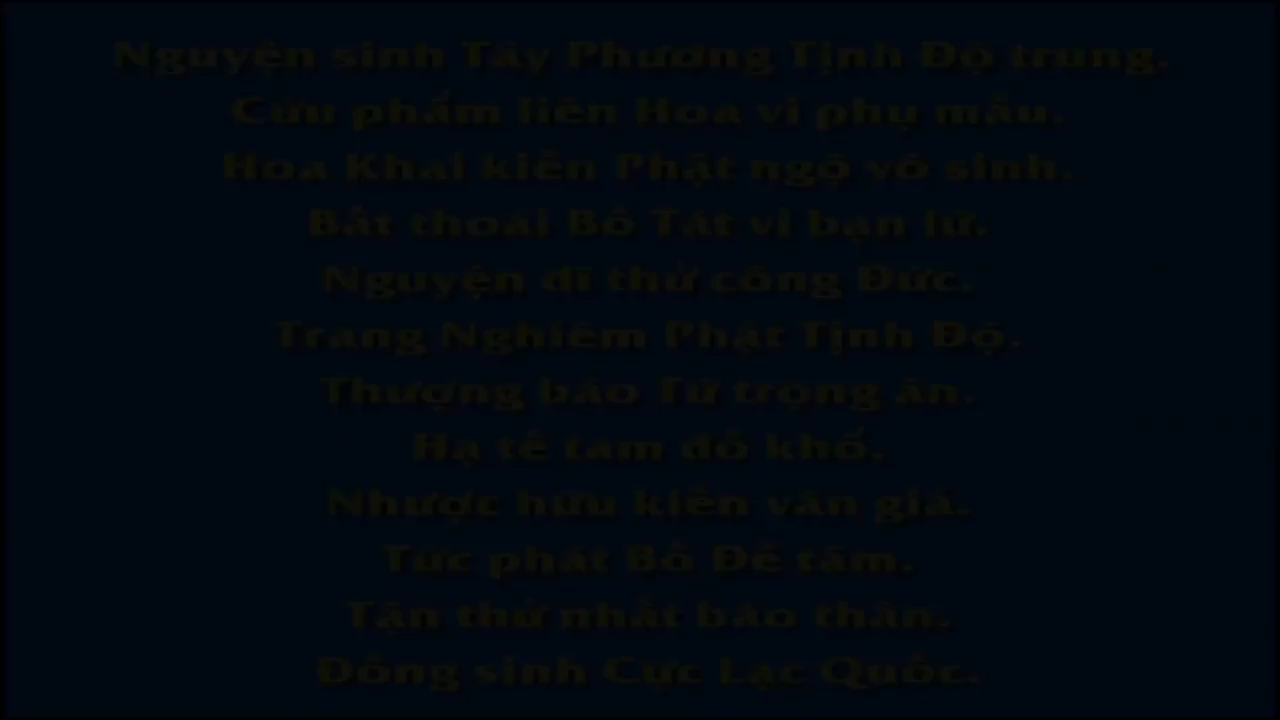 Nguyện sinh Tây Phương Tịnh Độ trung.
Cửu phẩm liên Hoa vi phụ mẫu.
Hoa Khai kiến Phật ngộ vô sinh.
Bất thoái Bồ Tát vi bạn lữ.
Nguyện dĩ thử công Đức.
Trang Nghiêm Phật Tịnh Độ.
Thượng báo Tứ trọng ân.
Hạ tế tam đồ khổ.
Nhược hữu kiến văn giả.
Tức phát Bồ Đề tâm.
Tận thử nhất báo thân.
Đồng sinh Cực Lạc Quốc.